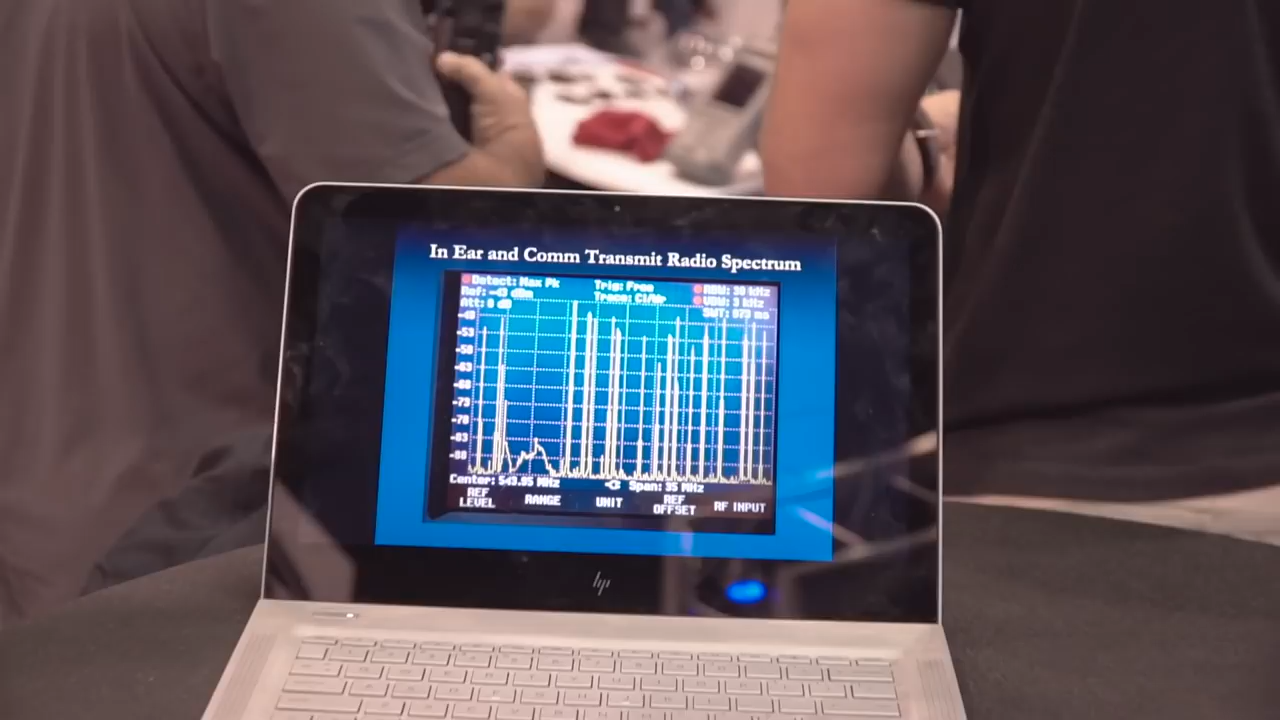 In Ear and Comm Transmit Radio Spectrum
Detect: Max Pk Trig: Free RBW: 30 kHz
Ref: -43 dBm Trace: Cl/Wr VBW: 3 kHz
Att: 0 dB SWT: 973 ms
-48
-53
-58
-63
-68
-73
-78
-83
-88
Center: 543.95 MHz Span: 35 MHz
REF LEVEL RANGE UNIT REF OFFSET RF INPUT
hp